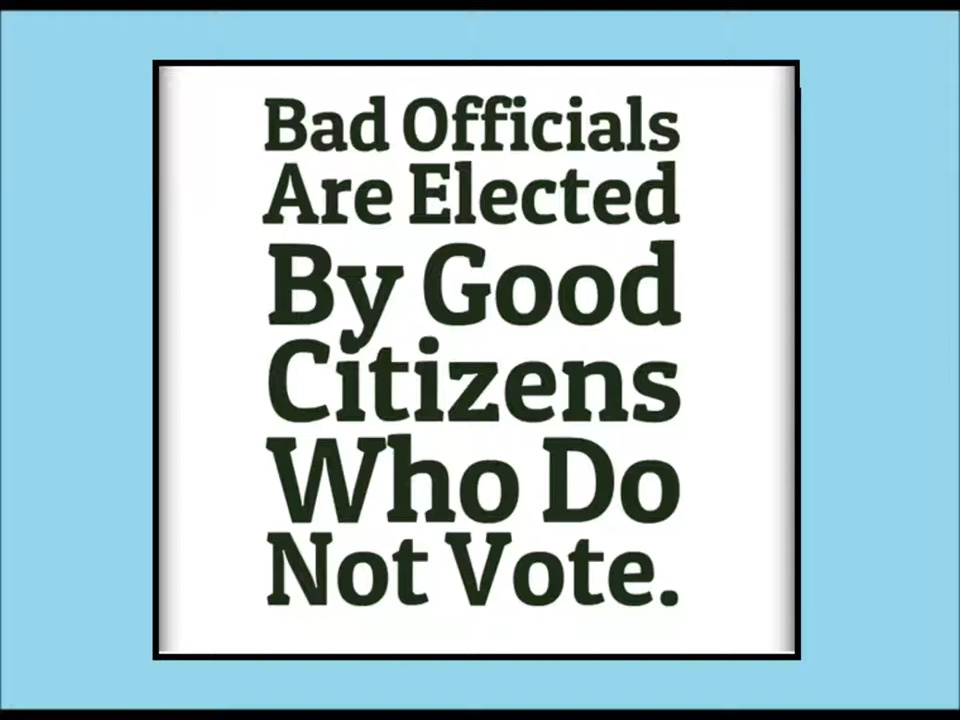 Bad Officials
Are Elected
By Good
Citizens
Who Do
Not Vote.